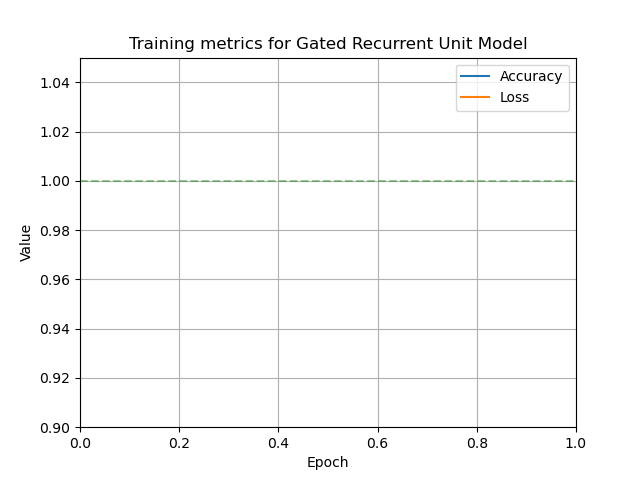 Training metrics for Gated Recurrent Unit Model
Accuracy
Loss
1.04
1.02
1.00
0.98
0.96
0.94
0.92
0.90
Value
0.0 0.2 0.4 0.6 0.8 1.0
Epoch